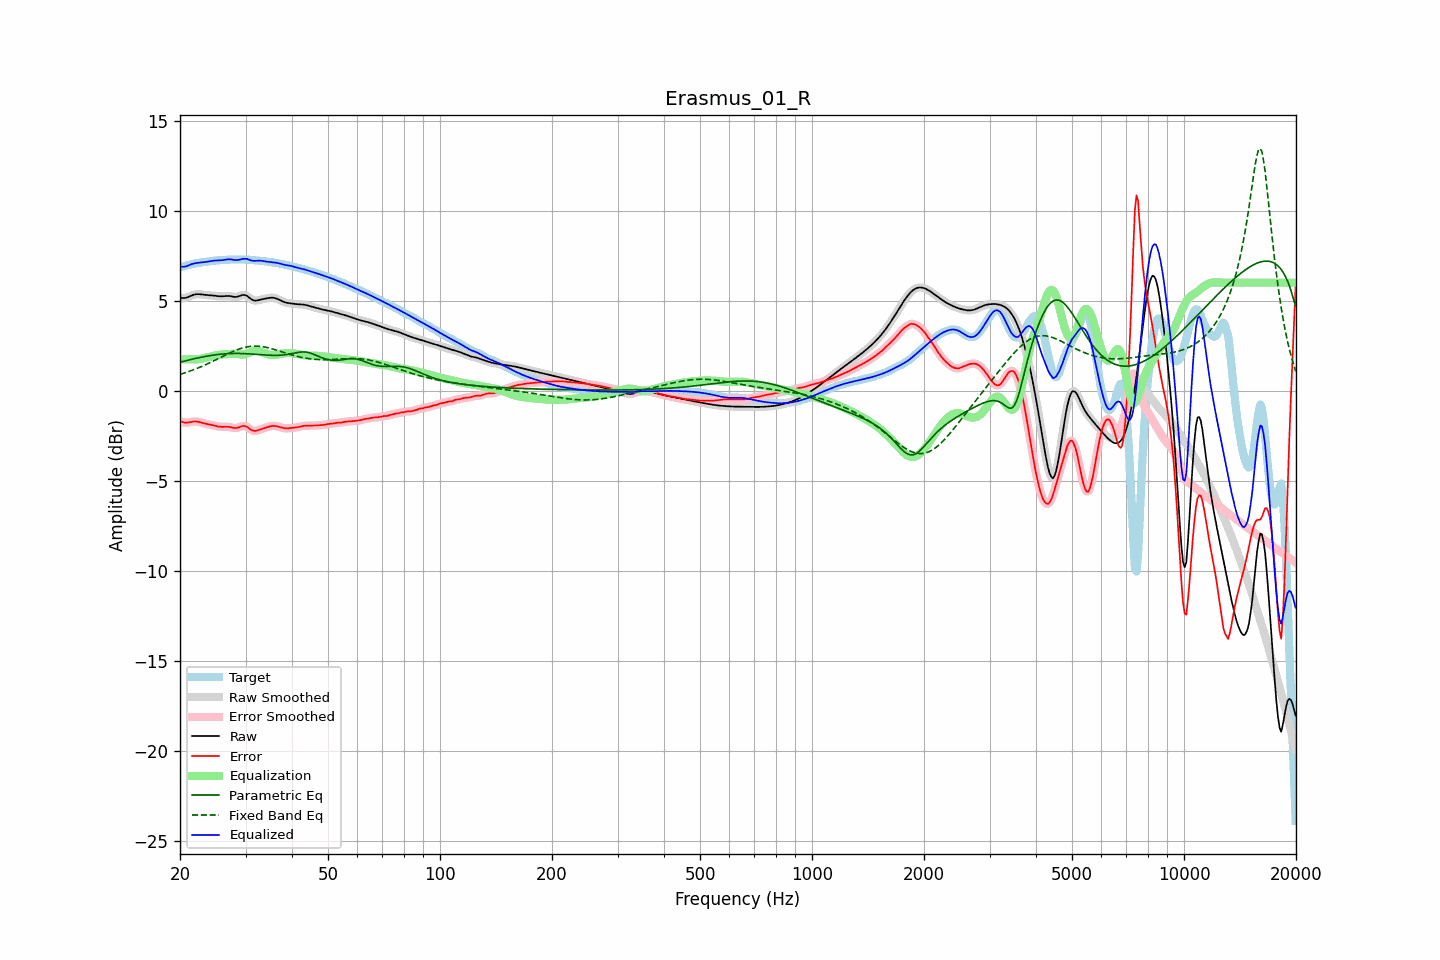 Erasmus_01_R
15
10
5
0
−5
−10
−15
−20
−25
Amplitude (dBr)
Target
Raw Smoothed
Error Smoothed
Raw
Error
Equalization
Parametric Eq
Fixed Band Eq
Equalized
20 50 100 200 500 1000 2000 5000 10000 20000
Frequency (Hz)